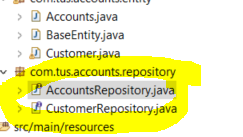 com.tus.accounts.entity
Accounts.java
BaseEntity.java
Customer.java
com.tus.accounts.repository
AccountsRepository.java
CustomerRepository.java
src/main/resources